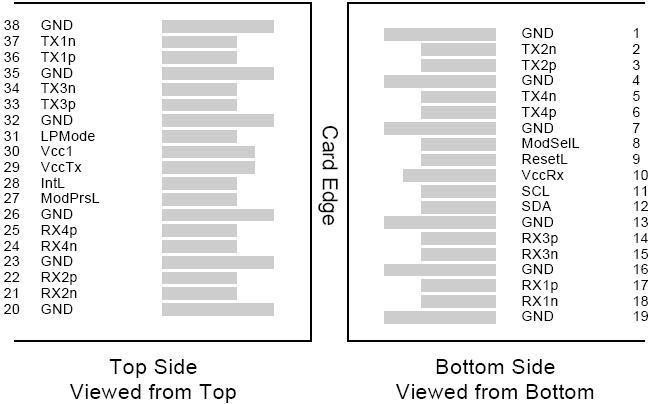 38 GND
37 TX1n
36 TX1p
35 GND
34 TX3n
33 TX3p
32 GND
31 LPMode
30 Vcc1
29 VccTx
28 IntL
27 ModPrsL
26 GND
25 RX4p
24 RX4n
23 GND
22 RX2p
21 RX2n
20 GND
Card Edge
GND 1
TX2n 2
TX2p 3
GND 4
TX4n 5
TX4p 6
GND 7
ModSelL 8
ResetL 9
VccRx 10
SCL 11
SDA 12
GND 13
RX3p 14
RX3n 15
GND 16
RX1p 17
RX1n 18
GND 19
Top Side
Viewed from Top
Bottom Side
Viewed from Bottom